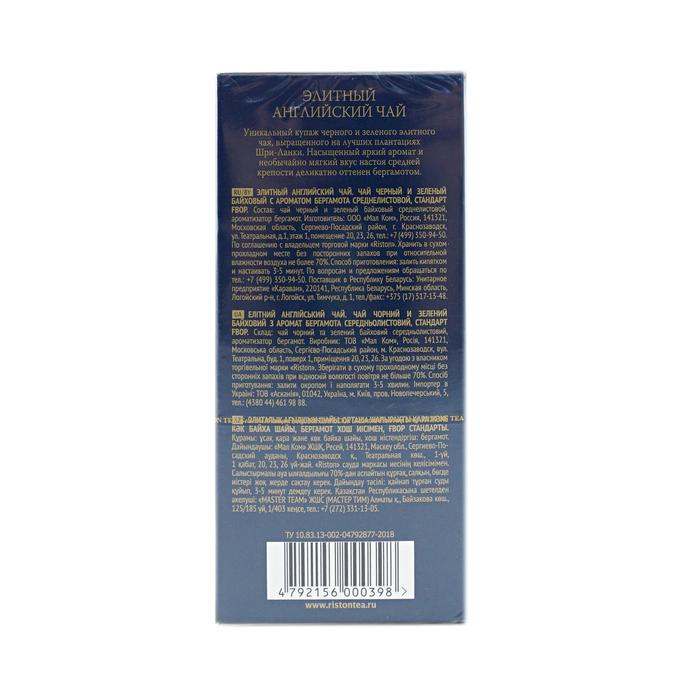 ЭЛИТНЫЙ
АНГЛИЙСКИЙ ЧАЙ
Уникальный купаж черного и зеленого элитного
чая, выращенного на лучших плантациях
Шри-Ланки. Насыщенный яркий аромат и
необычайно мягкий вкус настоя средней
крепости деликатно оттенен бергамотом.
RU/BY ЭЛИТНЫЙ АНГЛИЙСКИЙ ЧАЙ. ЧАЙ ЧЕРНЫЙ И ЗЕЛЕНЫЙ
БАЙХОВЫЙ С АРОМАТОМ БЕРГАМОТА СРЕДНЕЛИСТОВОЙ, СТАНДАРТ
FBOP. Состав: чай черный и зеленый байховый среднелистовой,
ароматизатор бергамот. Изготовитель: ООО «Мал Ком», Россия, 141321,
Московская область, Сергиево-Посадский район, г. Краснозаводск,
ул. Театральная, д.1, этаж 1, помещение 20, 23, 26, тел.: +7 (499) 350-94-50.
По соглашению с владельцем торговой марки «Riston». Хранить в сухом
прохладном месте без посторонних запахов при относительной
влажности воздуха не более 70%. Способ приготовления: залить кипятком
и настаивать 3-5 минут. По вопросам и предложениям обращаться по
тел.: +7 (499) 350-94-50. Поставщик в Республику Беларусь: Унитарное
предприятие «Караван», 220141, Республика Беларусь, Минская область,
Логойский р-н, г. Логойск, ул. Тимчука, д. 1, тел./факс: +375 (17) 517-13-48.
UA ЕЛІТНИЙ АНГЛІЙСЬКИЙ ЧАЙ. ЧАЙ ЧОРНИЙ И ЗЕЛЕНИЙ
БАЙХОВИЙ З АРОМАТ БЕРГАМОТА СЕРЕДНЬОЛИСТОВИЙ, СТАНДАРТ
FBOP. Склад: чай чорний та зелений байховий середньолистовий,
ароматизатор бергамот. Виробник: ТОВ «Мал Ком», Росія, 141321,
Московська область, Сергієво-Посадський район, м. Краснозаводск, вул.
Театральна, буд. 1, поверх 1, приміщення 20, 23, 26. За угодою з власником
торгівельної марки «Riston». Зберігати в сухому прохолодному місці без
сторонніх запахів при відносній вологості повітря не більше 70%. Спосіб
приготування: залити окропом і наполягати 3-5 хвилин. Імпортер в
Україні: ТОВ «Асканія», 01042, Україна, м. Київ, пров. Новопечерський, 5,
тел.: (4380 44) 461 98 88.
KZ ЭЛИТАЛЫҚ АҒЫЛШЫН ШАЙЫ. ОРТАША ЖАПЫРАҚТЫ ҚАРА ЖӘНЕ
КӨК БАЙХА ШАЙЫ, БЕРГАМОТ ХОШ ИІСІМЕН, FBOP СТАНДАРТЫ.
Құрамы: ұсақ қара және көк байха шайы, хош иістендіргіш: бергамот.
Дайындаушы: «Mal Kom» ЖШК, Ресей, 141321, Мәскеу обл., Сергиево-По-
садский ауданы, Краснозаводск қ., Театральная көш., 1-үй,
1 қабат, 20, 23, 26 үй-жай. «Riston» сауда маркасы иесінің келісімімен.
Салыстырмалы ауа ылғалдылығы 70%-дан аспайтын құрғақ, салқын, бөгде
иістері жоқ жерде сақтау керек. Дайындау тәсілі: қайнап тұрған суды
құйып, 3-5 минут демдеу керек. Қазақстан Республикасына шетелден
әкелуші: «MASTER TEAM» ЖШС (МАСТЕР ТИМ) Алматы қ., Байзакова көш.,
125/185 үй, 1/403 кеңсе, тел.: +7 (272) 331-13-05.
ТУ 10.83.13-002-04792877-2018
4 792156 000398 >
www.ristontea.ru